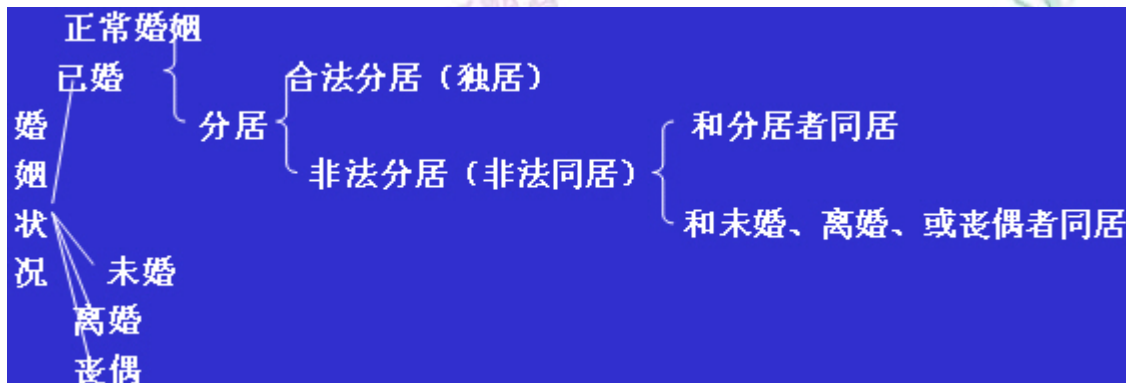 正常婚姻
已婚
合法分居（独居）
分居
和分居者同居
非法分居（非法同居）
和未婚、离婚、或丧偶者同居
婚姻状况
未婚
离婚
丧偶